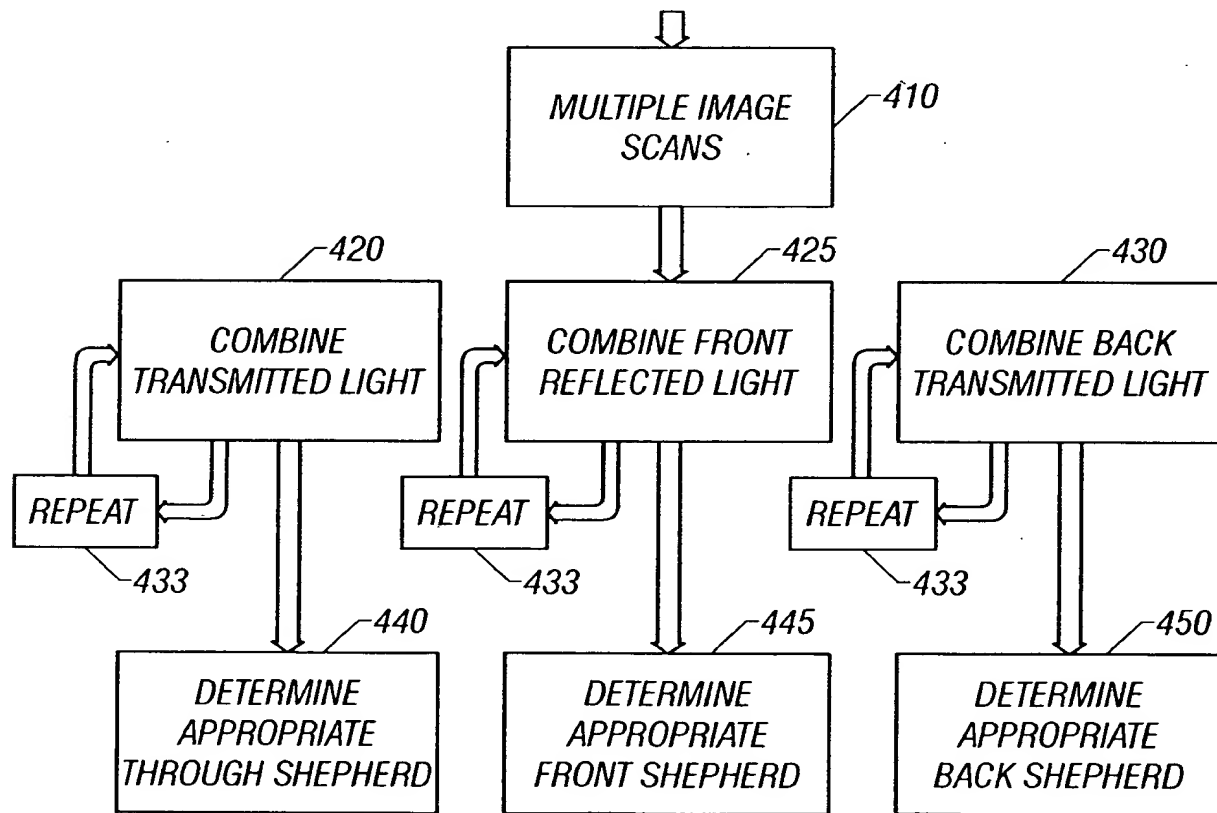 MULTIPLE IMAGE
SCANS
410
420
425
430
COMBINE
TRANSMITTED LIGHT
COMBINE FRONT
REFLECTED LIGHT
COMBINE BACK
TRANSMITTED LIGHT
REPEAT
REPEAT
REPEAT
433
433
433
440
445
450
DETERMINE
APPROPRIATE
THROUGH SHEPHERD
DETERMINE
APPROPRIATE
FRONT SHEPHERD
DETERMINE
APPROPRIATE
BACK SHEPHERD